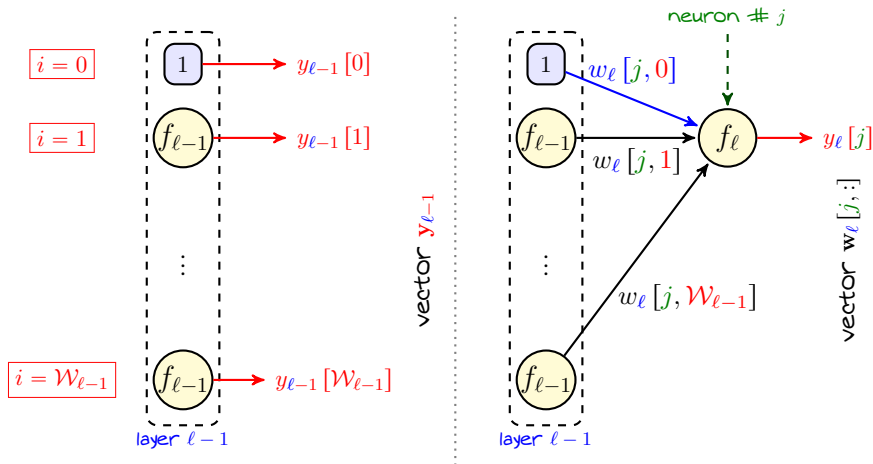 i = 0
1
y_{ℓ−1} [0]
i = 1
f_{ℓ−1}
y_{ℓ−1} [1]
⋮
i = 𝒲_{ℓ−1}
f_{ℓ−1}
y_{ℓ−1} [𝒲_{ℓ−1}]
layer ℓ − 1
vector 𝐲_{ℓ−1}
neuron # j
1
w_ℓ [j, 0]
f_{ℓ−1}
w_ℓ [j, 1]
f_ℓ
y_ℓ [j]
⋮
w_ℓ [j, 𝒲_{ℓ−1}]
f_{ℓ−1}
layer ℓ − 1
vector 𝐰_ℓ [j, :]